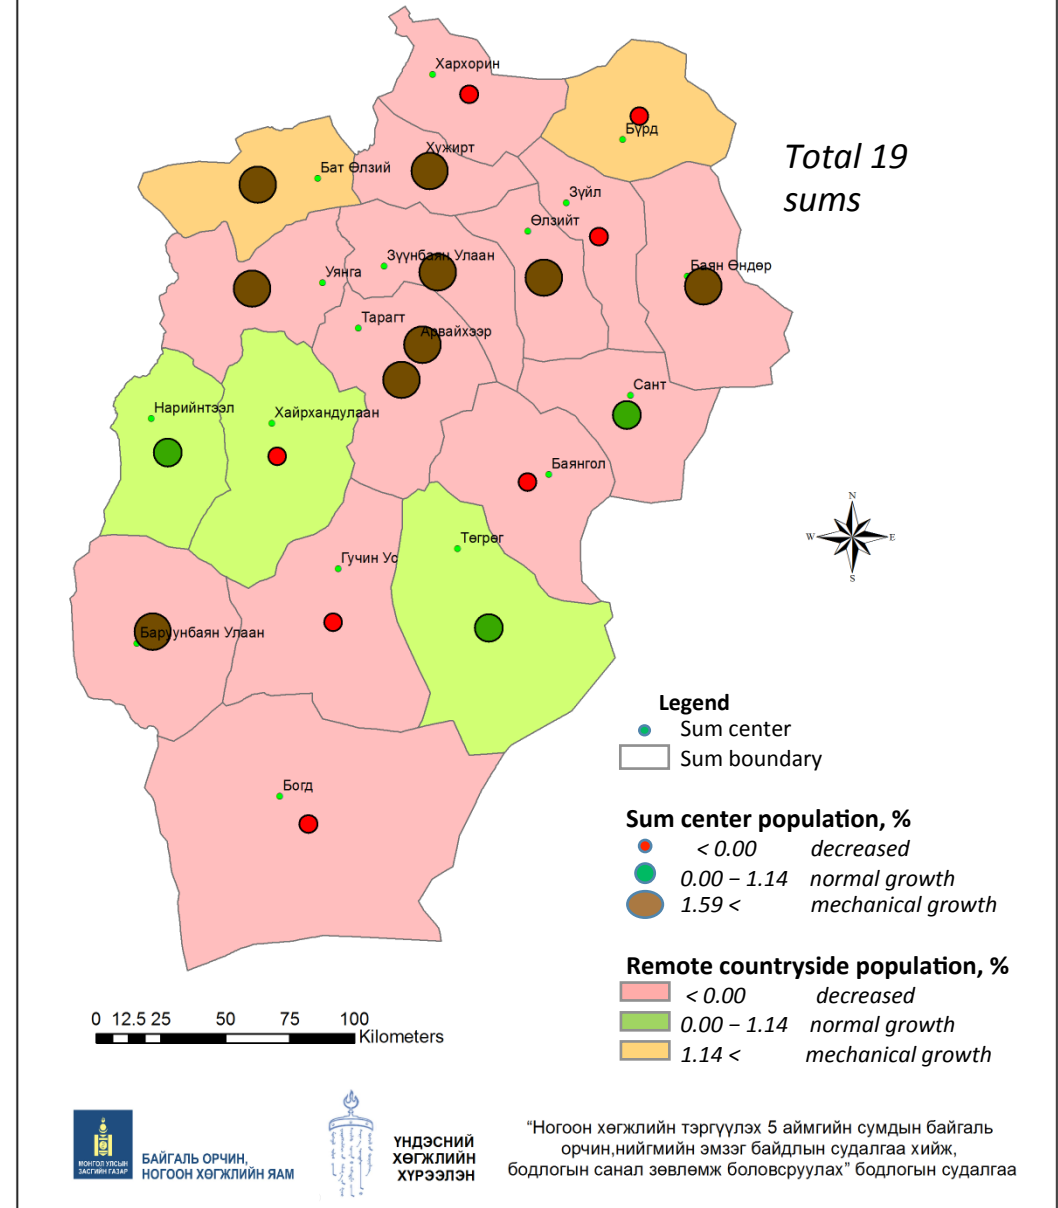 Хархорин
Бүрд
Хужирт
Total 19
sums
Бат Өлзий
Зүйл
Өлзийт
Зүүнбаян Улаан
Баян Өндөр
Уянга
Тарагт
Арвайхээр
Сант
Нарийнтээл
Хайрхандулаан
Баянгол
N
W E
S
Төгрөг
Гучин Ус
Баруунбаян Улаан
Legend
Sum center
Sum boundary
Богд
Sum center population, %
< 0.00 decreased
0.00 – 1.14 normal growth
1.59 < mechanical growth
Remote countryside population, %
< 0.00 decreased
0.00 – 1.14 normal growth
1.14 < mechanical growth
0 12.5 25 50 75 100
Kilometers
МОНГОЛ УЛСЫН
ЗАСГИЙН ГАЗАР
БАЙГАЛЬ ОРЧИН,
НОГООН ХӨГЖЛИЙН ЯАМ
ҮНДЭСНИЙ
ХӨГЖЛИЙН
ХҮРЭЭЛЭН
“Ногоон хөгжлийн тэргүүлэх 5 аймгийн сумдын байгаль
орчин,нийгмийн эмзэг байдлын судалгаа хийж,
бодлогын санал зөвлөмж боловсруулах” бодлогын судалгаа